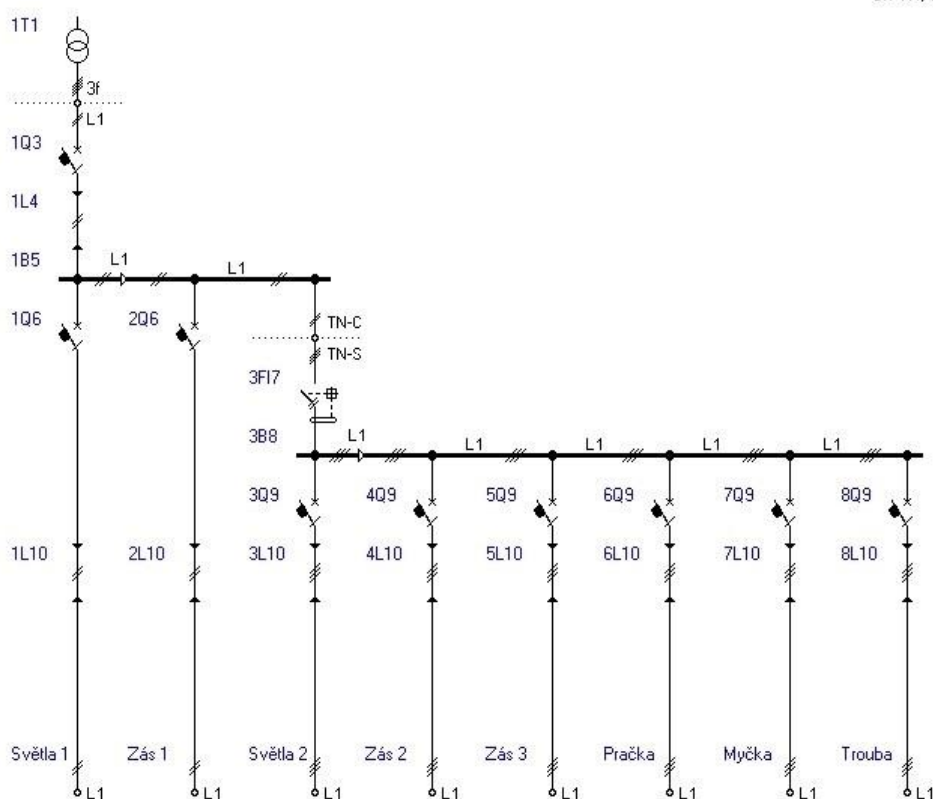 1T1
3f
L1
1Q3
1L4
1B5 L1 L1
1Q6 2Q6 TN-C
TN-S
3FI7
3B8 L1 L1 L1 L1 L1
3Q9 4Q9 5Q9 6Q9 7Q9 8Q9
1L10 2L10 3L10 4L10 5L10 6L10 7L10 8L10
Světla 1 Zás 1 Světla 2 Zás 2 Zás 3 Pračka Myčka Trouba
L1 L1 L1 L1 L1 L1 L1 L1